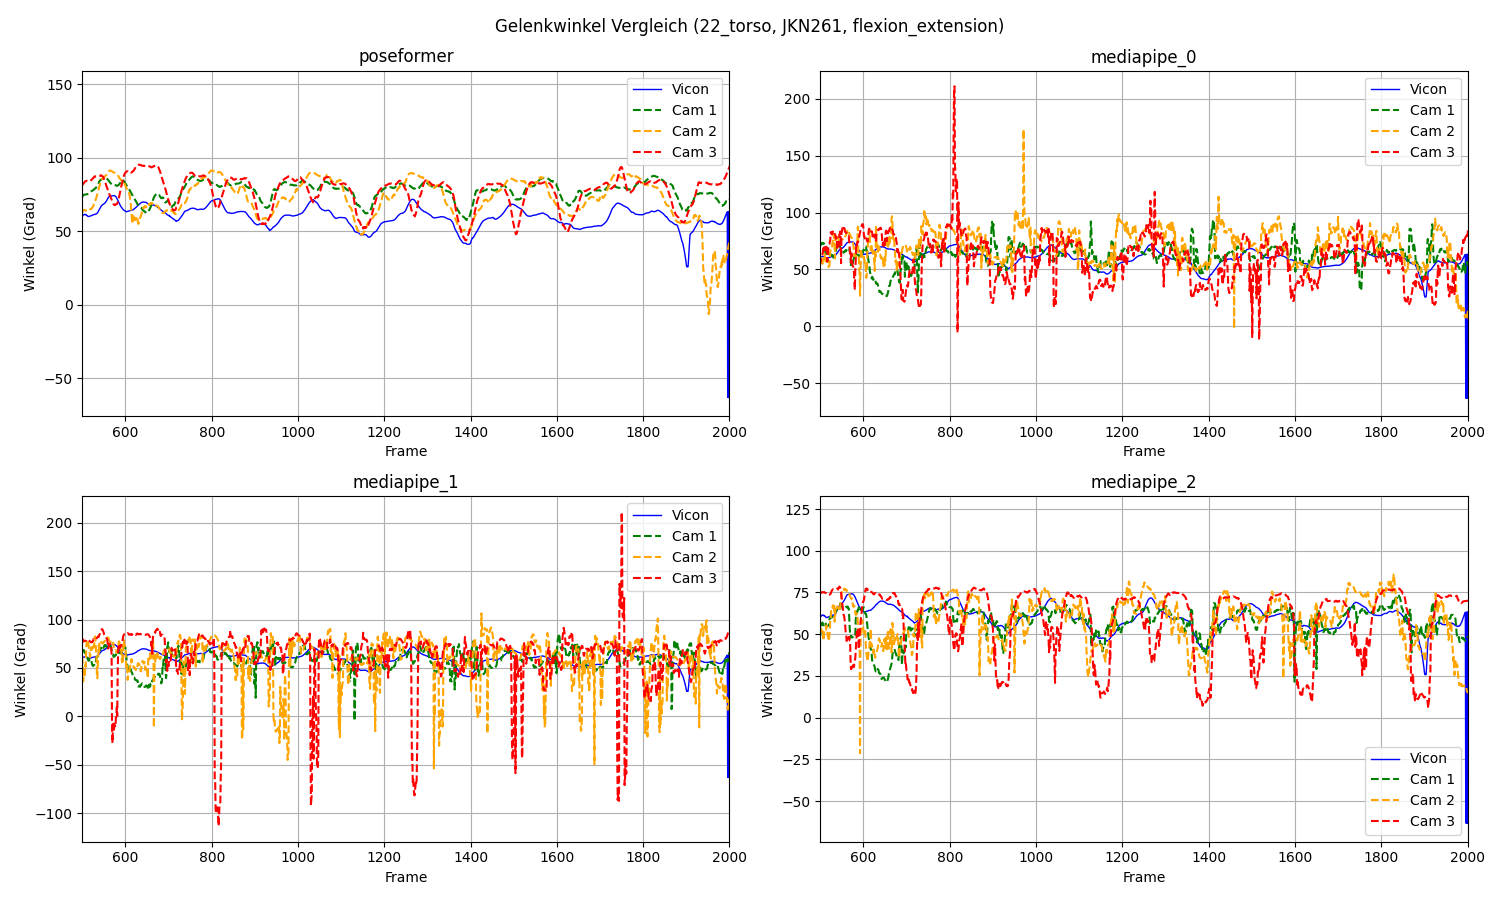 Gelenkwinkel Vergleich (22_torso, JKN261, flexion_extension)
poseformer
150
100
50
0
−50
Winkel (Grad)
600 800 1000 1200 1400 1600 1800 2000
Frame
Vicon
Cam 1
Cam 2
Cam 3
mediapipe_0
200
150
100
50
0
−50
Winkel (Grad)
600 800 1000 1200 1400 1600 1800 2000
Frame
Vicon
Cam 1
Cam 2
Cam 3
mediapipe_1
200
150
100
50
0
−50
−100
Winkel (Grad)
600 800 1000 1200 1400 1600 1800 2000
Frame
Vicon
Cam 1
Cam 2
Cam 3
mediapipe_2
125
100
75
50
25
0
−25
−50
Winkel (Grad)
600 800 1000 1200 1400 1600 1800 2000
Frame
Vicon
Cam 1
Cam 2
Cam 3